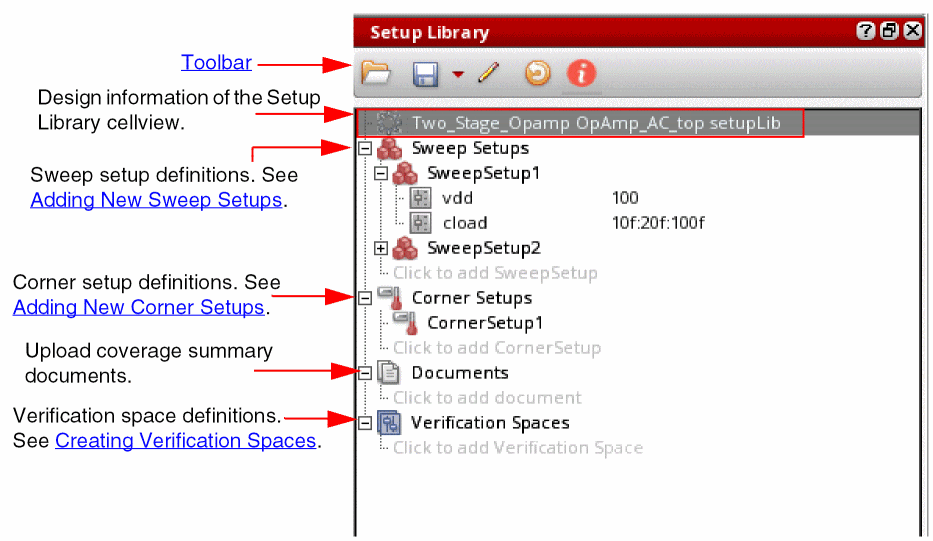 Setup Library
Toolbar
Design information of the Setup
Library cellview.
Two_Stage_Opamp OpAmp_AC_top setupLib
Sweep Setups
Sweep setup definitions. See
Adding New Sweep Setups.
SweepSetup1
vdd 100
cload 10f:20f:100f
SweepSetup2
Click to add SweepSetup
Corner setup definitions. See
Adding New Corner Setups.
Corner Setups
CornerSetup1
Click to add CornerSetup
Upload coverage summary
documents.
Documents
Click to add document
Verification space definitions.
See Creating Verification Spaces.
Verification Spaces
Click to add Verification Space